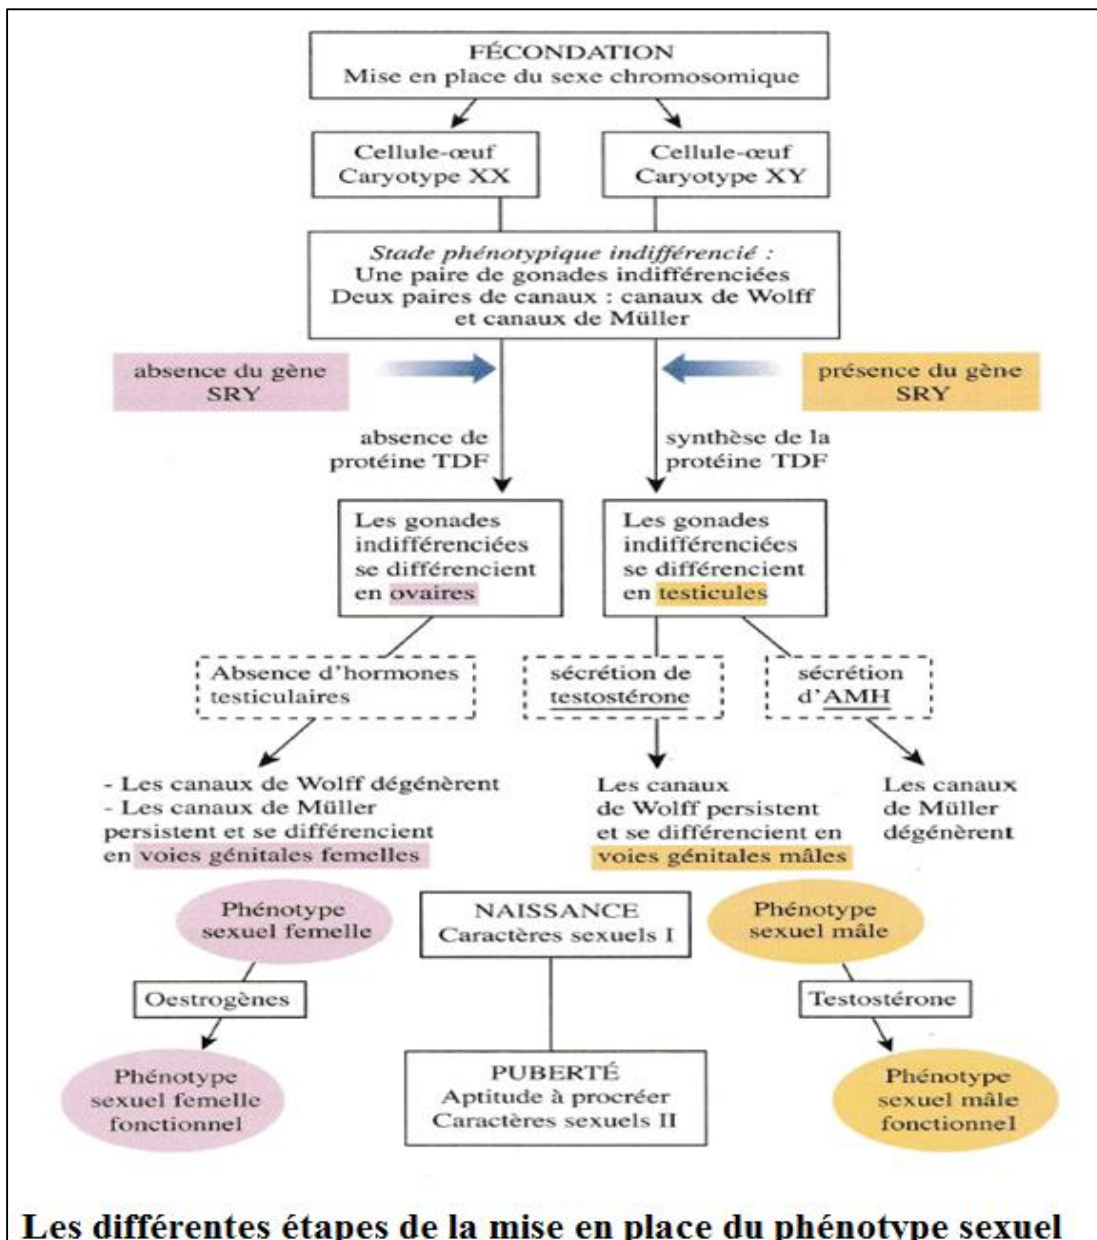 FÉCONDATION
Mise en place du sexe chromosomique
Cellule-œuf
Caryotype XX
Cellule-œuf
Caryotype XY
Stade phénotypique indifférencié :
Une paire de gonades indifférenciées
Deux paires de canaux : canaux de Wolff
et canaux de Müller
absence du gène
SRY
présence du gène
SRY
absence de
protéine TDF
synthèse de la
protéine TDF
Les gonades
indifférenciées
se différencient
en ovaires
Les gonades
indifférenciées
se différencient
en testicules
Absence d'hormones
testiculaires
sécrétion de
testostérone
sécrétion
d'AMH
- Les canaux de Wolff dégénèrent
- Les canaux de Müller
persistent et se différencient
en voies génitales femelles
Les canaux
de Wolff persistent
et se différencient en
voies génitales mâles
Les canaux
de Müller
dégénèrent
Phénotype
sexuel femelle
NAISSANCE
Caractères sexuels I
Phénotype
sexuel mâle
Oestrogènes
Testostérone
Phénotype
sexuel femelle
fonctionnel
PUBERTÉ
Aptitude à procréer
Caractères sexuels II
Phénotype
sexuel mâle
fonctionnel
Les différentes étapes de la mise en place du phénotype sexuel